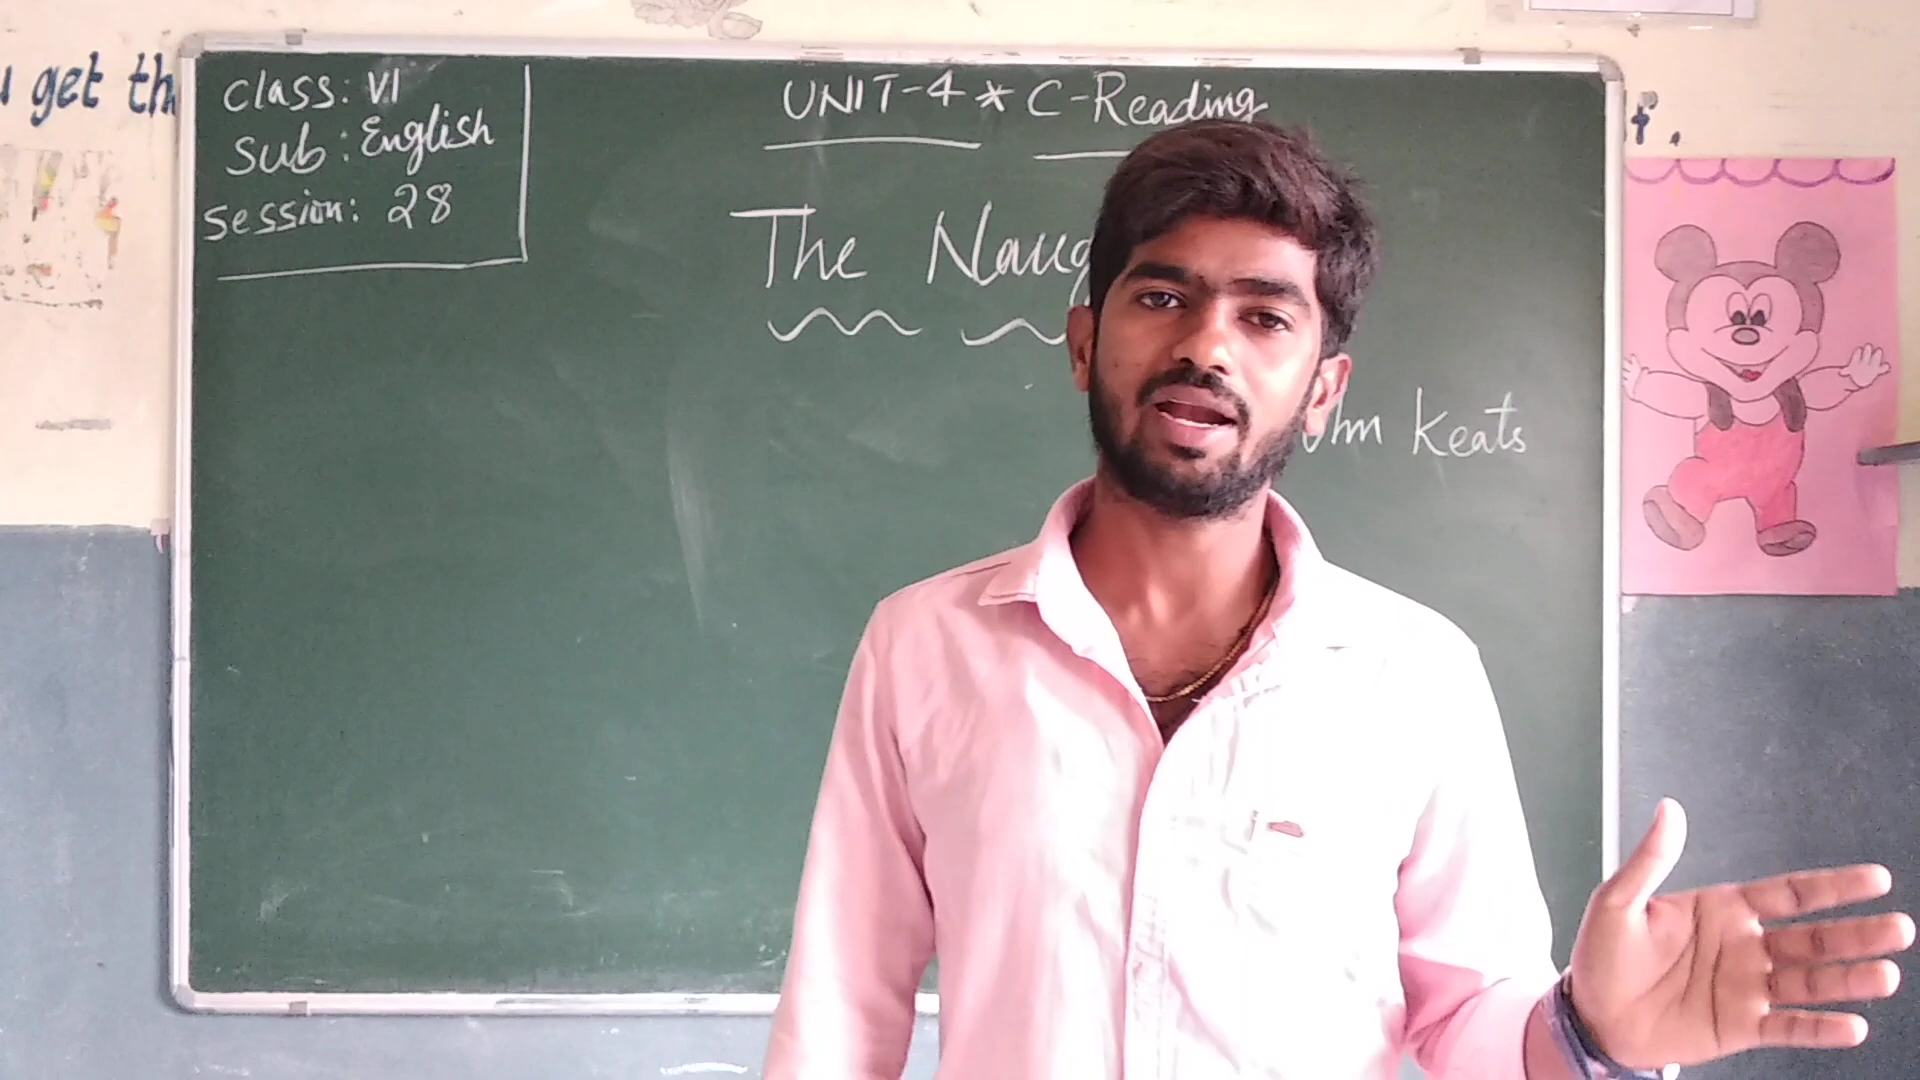 u get th
class: VI
Sub: English
Session: 28
UNIT-4 * C-Reading
The Naug
ohn Keats
f.